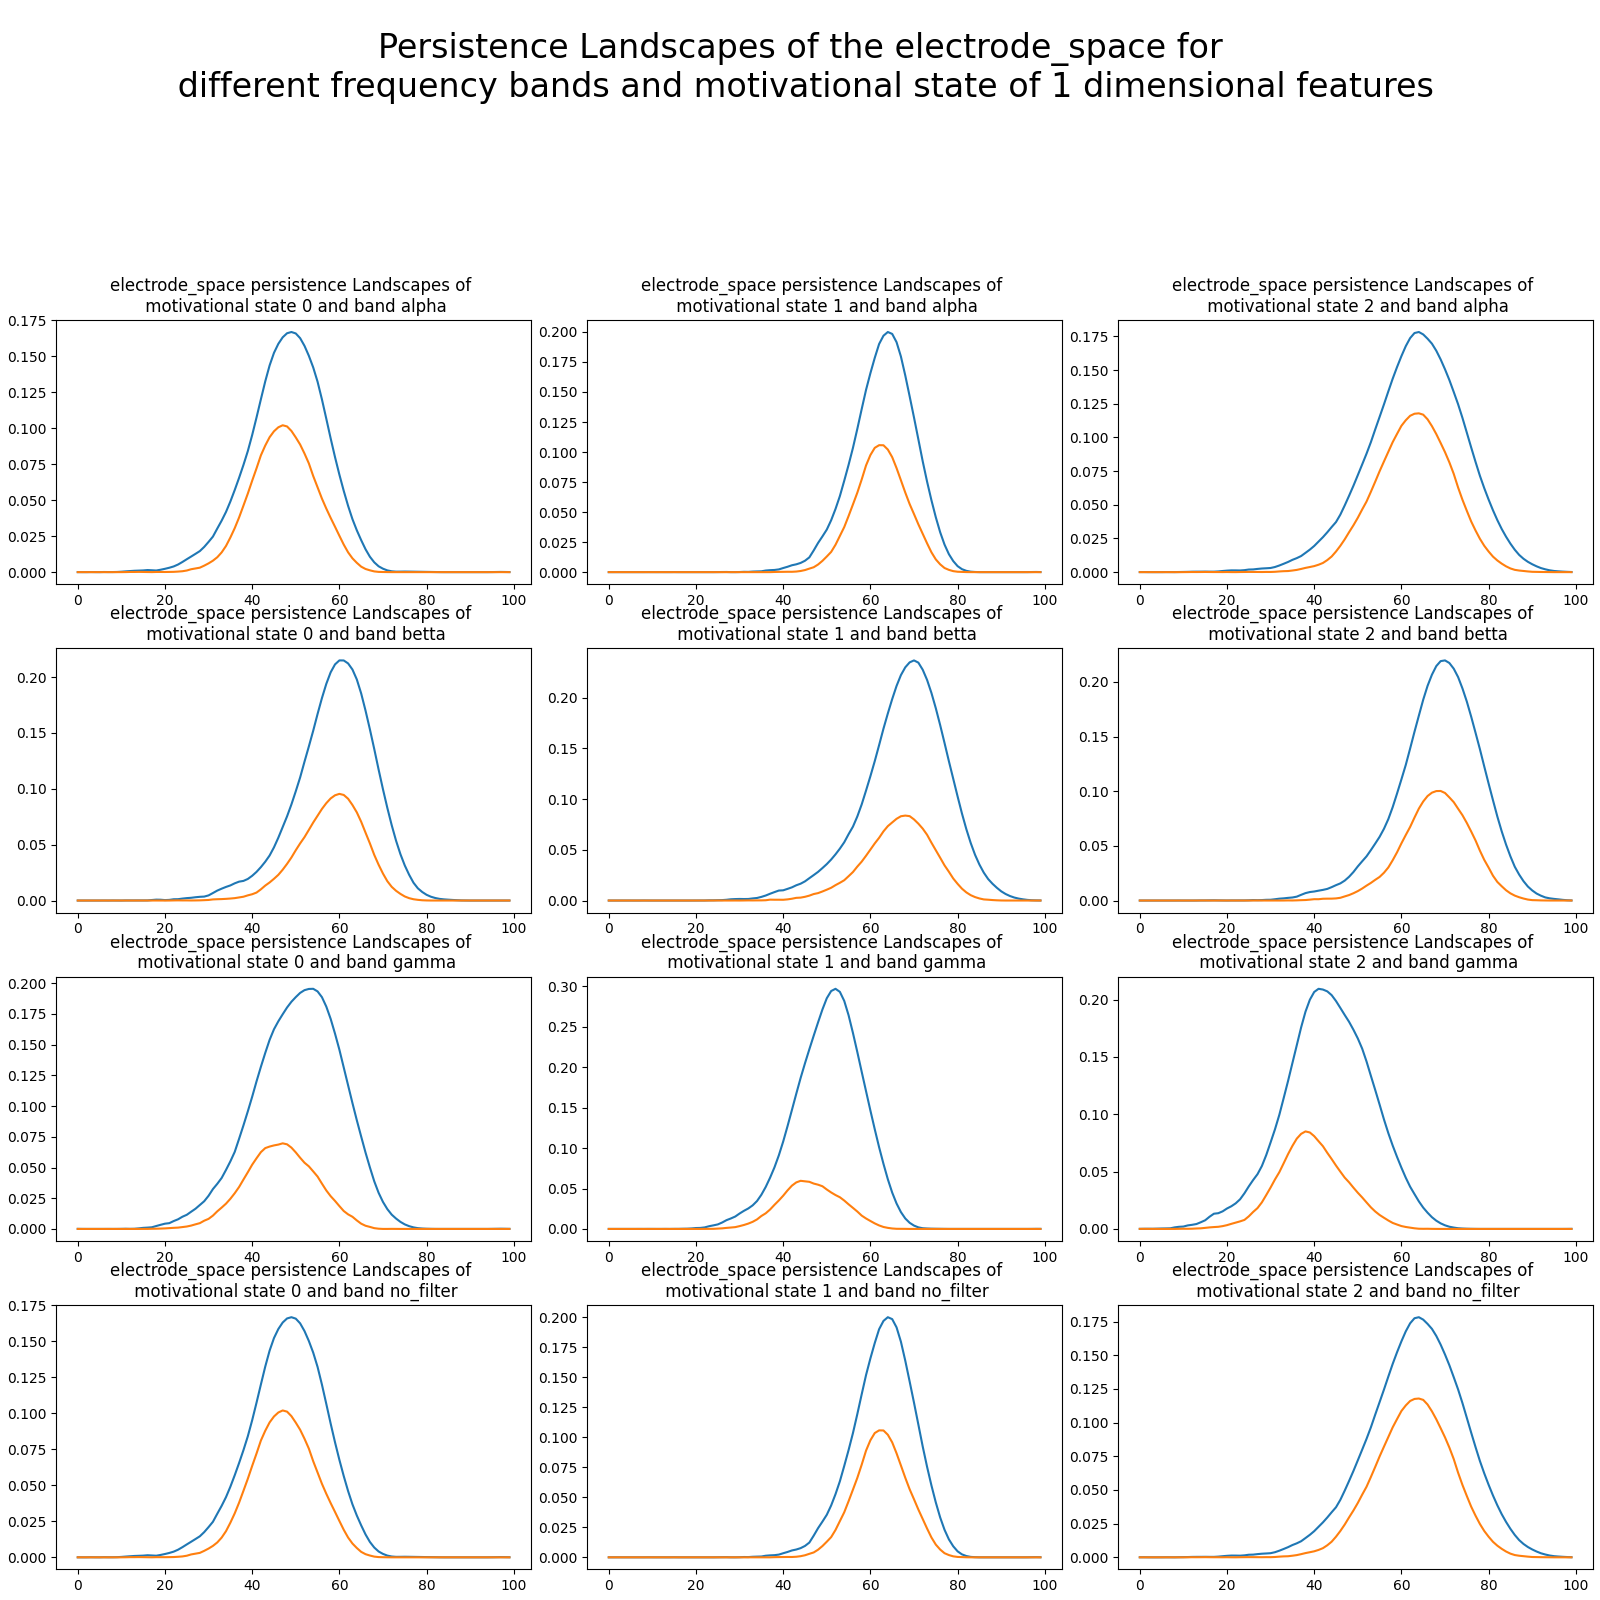 Persistence Landscapes of the electrode_space for
different frequency bands and motivational state of 1 dimensional features
electrode_space persistence Landscapes of
motivational state 0 and band alpha
0.175
0.150
0.125
0.100
0.075
0.050
0.025
0.000
0 20 40 60 80 100
electrode_space persistence Landscapes of
motivational state 1 and band alpha
0.200
0.175
0.150
0.125
0.100
0.075
0.050
0.025
0.000
0 20 40 60 80 100
electrode_space persistence Landscapes of
motivational state 2 and band alpha
0.175
0.150
0.125
0.100
0.075
0.050
0.025
0.000
0 20 40 60 80 100
electrode_space persistence Landscapes of
motivational state 0 and band betta
0.20
0.15
0.10
0.05
0.00
0 20 40 60 80 100
electrode_space persistence Landscapes of
motivational state 1 and band betta
0.20
0.15
0.10
0.05
0.00
0 20 40 60 80 100
electrode_space persistence Landscapes of
motivational state 2 and band betta
0.20
0.15
0.10
0.05
0.00
0 20 40 60 80 100
electrode_space persistence Landscapes of
motivational state 0 and band gamma
0.200
0.175
0.150
0.125
0.100
0.075
0.050
0.025
0.000
0 20 40 60 80 100
electrode_space persistence Landscapes of
motivational state 1 and band gamma
0.30
0.25
0.20
0.15
0.10
0.05
0.00
0 20 40 60 80 100
electrode_space persistence Landscapes of
motivational state 2 and band gamma
0.20
0.15
0.10
0.05
0.00
0 20 40 60 80 100
electrode_space persistence Landscapes of
motivational state 0 and band no_filter
0.175
0.150
0.125
0.100
0.075
0.050
0.025
0.000
0 20 40 60 80 100
electrode_space persistence Landscapes of
motivational state 1 and band no_filter
0.200
0.175
0.150
0.125
0.100
0.075
0.050
0.025
0.000
0 20 40 60 80 100
electrode_space persistence Landscapes of
motivational state 2 and band no_filter
0.175
0.150
0.125
0.100
0.075
0.050
0.025
0.000
0 20 40 60 80 100